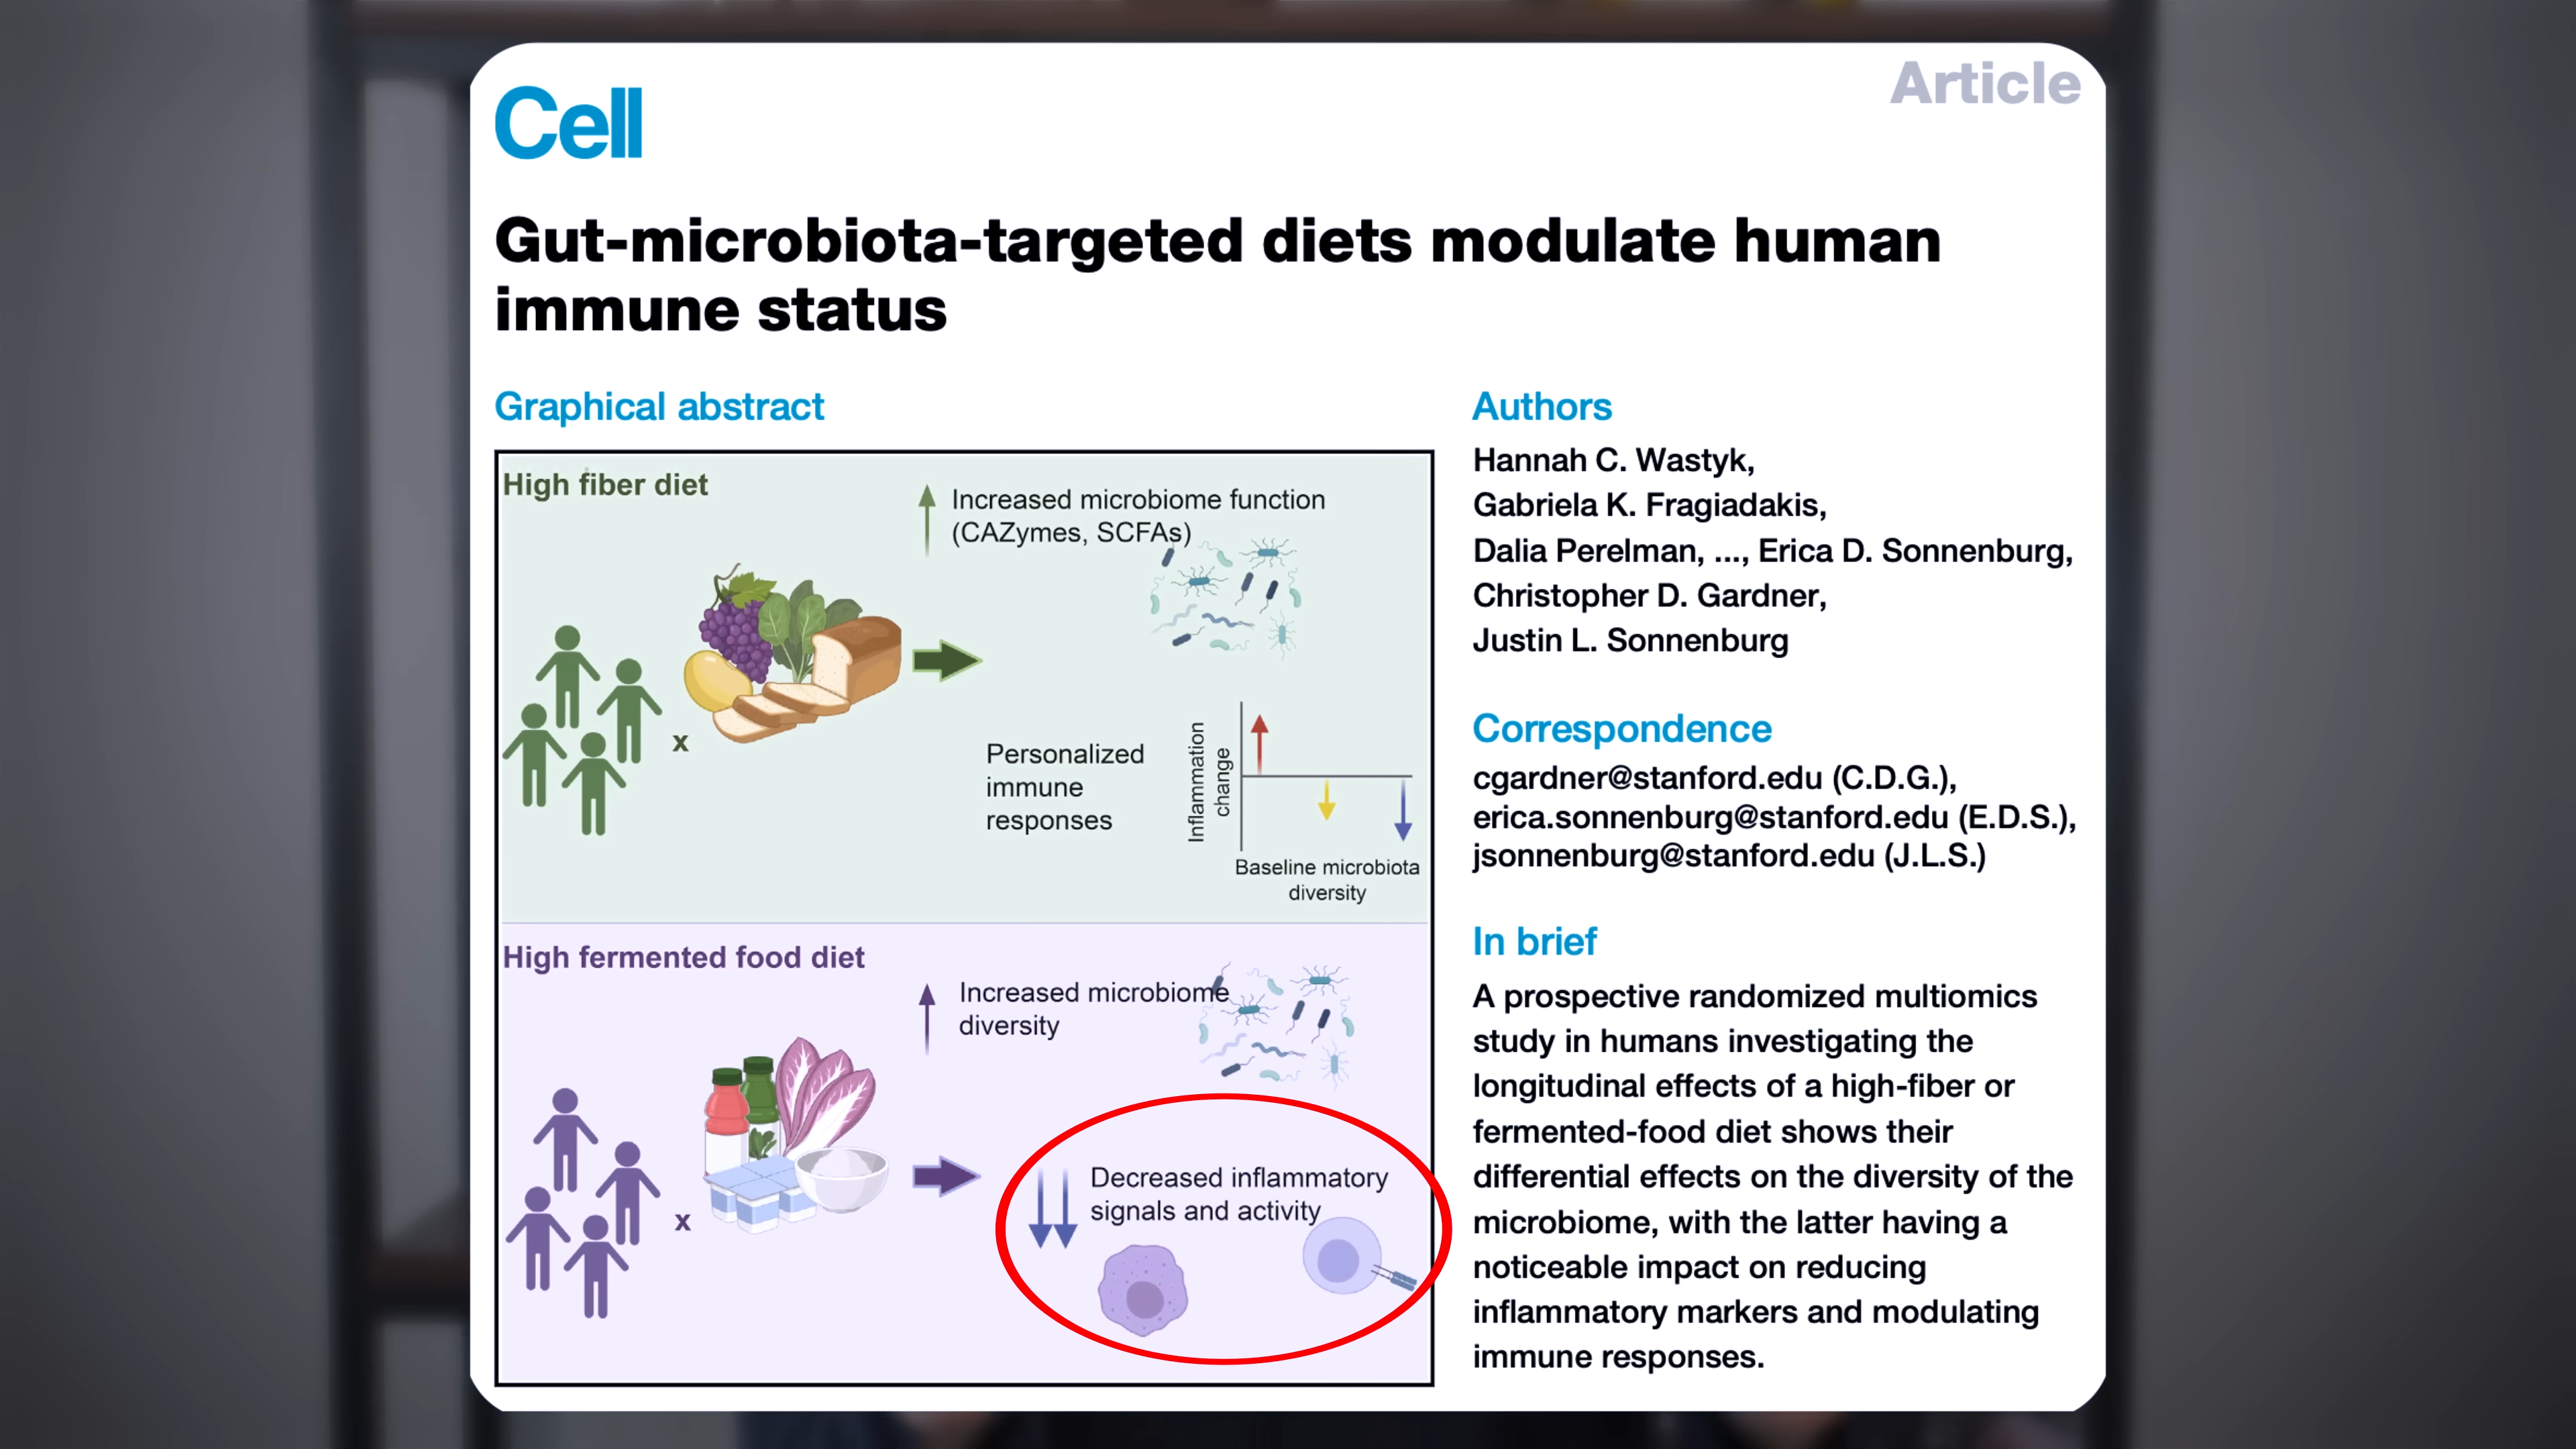 Cell
Article
Gut-microbiota-targeted diets modulate human
immune status
Graphical abstract
High fiber diet
Increased microbiome function
(CAZymes, SCFAs)
x
Personalized
immune
responses
Inflammation
change
Baseline microbiota
diversity
High fermented food diet
Increased microbiome
diversity
x
Decreased inflammatory
signals and activity
Authors
Hannah C. Wastyk,
Gabriela K. Fragiadakis,
Dalia Perelman, ..., Erica D. Sonnenburg,
Christopher D. Gardner,
Justin L. Sonnenburg
Correspondence
cgardner@stanford.edu (C.D.G.),
erica.sonnenburg@stanford.edu (E.D.S.),
jsonnenburg@stanford.edu (J.L.S.)
In brief
A prospective randomized multiomics
study in humans investigating the
longitudinal effects of a high-fiber or
fermented-food diet shows their
differential effects on the diversity of the
microbiome, with the latter having a
noticeable impact on reducing
inflammatory markers and modulating
immune responses.